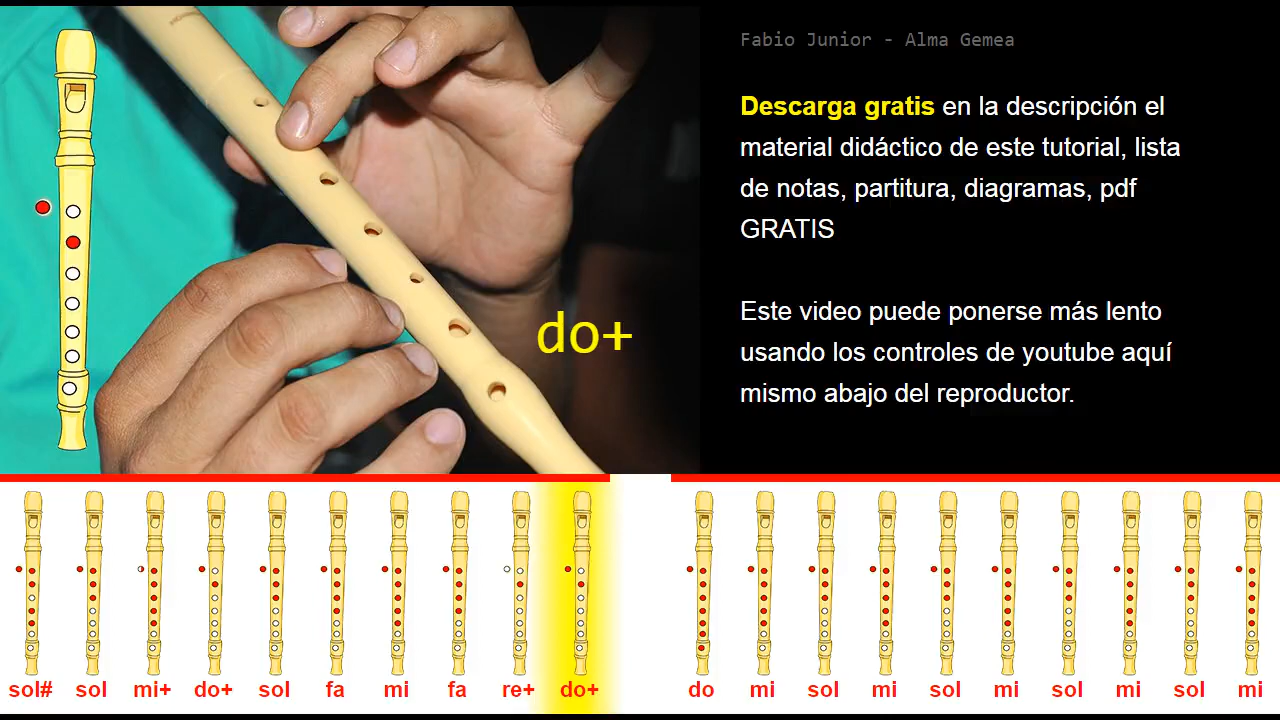 Fabio Junior - Alma Gemea
Descarga gratis en la descripción el
material didáctico de este tutorial, lista
de notas, partitura, diagramas, pdf
GRATIS
Este video puede ponerse más lento
usando los controles de youtube aquí
mismo abajo del reproductor.
do+
sol# sol mi+ do+ sol fa mi fa re+ do+ do mi sol mi sol mi sol mi sol mi